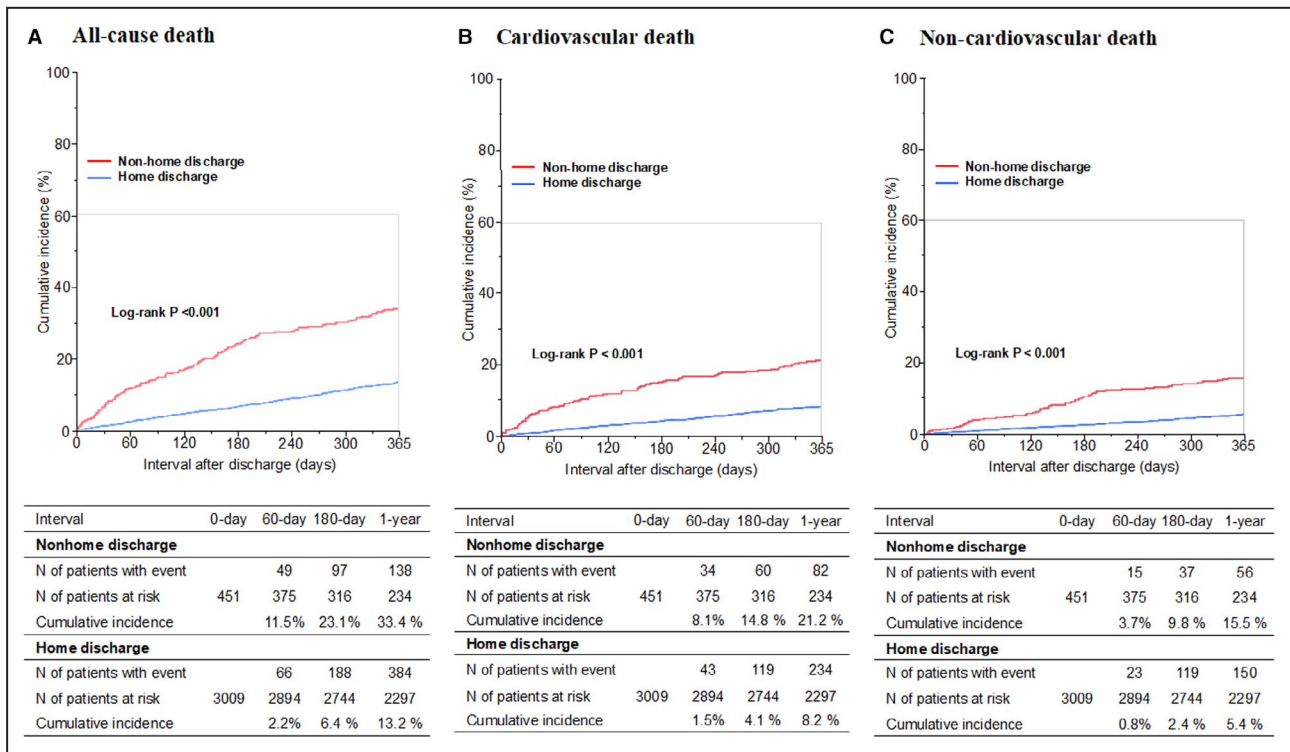 A All-cause death
100
80
60
40
20
0
Cumulative incidence (%)
Non-home discharge
Home discharge
Log-rank P <0.001
0 60 120 180 240 300 365
Interval after discharge (days)
Interval 0-day 60-day 180-day 1-year
Nonhome discharge
N of patients with event 49 97 138
N of patients at risk 451 375 316 234
Cumulative incidence 11.5% 23.1% 33.4 %
Home discharge
N of patients with event 66 188 384
N of patients at risk 3009 2894 2744 2297
Cumulative incidence 2.2% 6.4 % 13.2 %
B Cardiovascular death
100
80
60
40
20
0
Cumulative incidence (%)
Non-home discharge
Home discharge
Log-rank P < 0.001
0 60 120 180 240 300 365
Interval after discharge (days)
Interval 0-day 60-day 180-day 1-year
Nonhome discharge
N of patients with event 34 60 82
N of patients at risk 451 375 316 234
Cumulative incidence 8.1% 14.8 % 21.2 %
Home discharge
N of patients with event 43 119 234
N of patients at risk 3009 2894 2744 2297
Cumulative incidence 1.5% 4.1 % 8.2 %
C Non-cardiovascular death
100
80
60
40
20
0
Cumulative incidence (%)
Non-home discharge
Home discharge
Log-rank P < 0.001
0 60 120 180 240 300 365
Interval after discharge (days)
Interval 0-day 60-day 180-day 1-year
Nonhome discharge
N of patients with event 15 37 56
N of patients at risk 451 375 316 234
Cumulative incidence 3.7% 9.8 % 15.5 %
Home discharge
N of patients with event 23 119 150
N of patients at risk 3009 2894 2744 2297
Cumulative incidence 0.8% 2.4 % 5.4 %